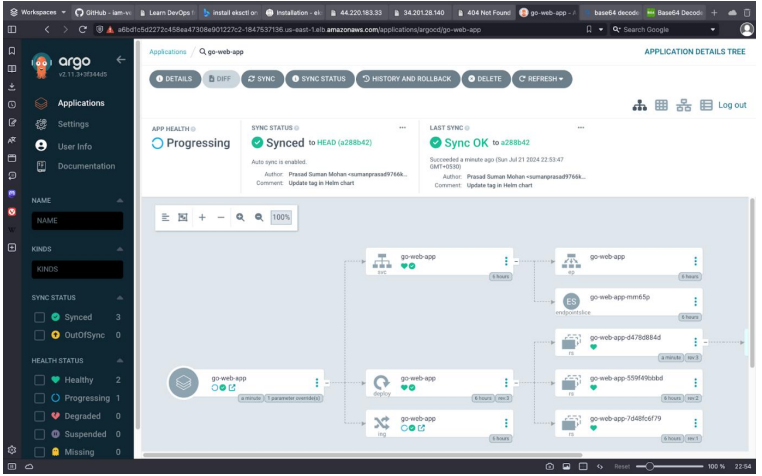 Workspaces
GitHub - iam-ve
Learn DevOps f
install eksctl on
Installation - ek
44.220.183.33
34.201.28.140
404 Not Found
go-web-app - A
base64 decode
Base64 Decode
a6bd1c5d2272458ea47308e901227c2-1847537136.us-east-1.elb.amazonaws.com/applications/argocd/go-web-app
Search Google
argo
v2.11.3+3f344d5
Applications
Settings
User Info
Documentation
NAME
NAME
KINDS
KINDS
SYNC STATUS
Synced 3
OutOfSync 0
HEALTH STATUS
Healthy 2
Progressing 1
Degraded 0
Suspended 0
Missing 0
Applications / go-web-app
APPLICATION DETAILS TREE
DETAILS DIFF SYNC SYNC STATUS HISTORY AND ROLLBACK DELETE REFRESH
Log out
APP HEALTH
Progressing
SYNC STATUS
Synced to HEAD (a288b42)
Auto sync is enabled.
Author: Prasad Suman Mohan <sumanprasad9766k...
Comment: Update tag in Helm chart
LAST SYNC
Sync OK to a288b42
Succeeded a minute ago (Sun Jul 21 2024 22:53:47
GMT+0530)
Author: Prasad Suman Mohan <sumanprasad9766k...
Comment: Update tag in Helm chart
100%
go-web-app
a minute
1 parameter override(s)
go-web-app
svc
6 hours
go-web-app
deploy
6 hours
rev:3
go-web-app
ing
6 hours
go-web-app
ep
6 hours
ES
go-web-app-mm65p
endpointslice
6 hours
go-web-app-d478d884d
rs
a minute
rev:3
go-web-app-559f49bbbd
rs
6 hours
rev:2
go-web-app-7d48fc6f79
rs
6 hours
rev:1
Reset
100 %
22:54